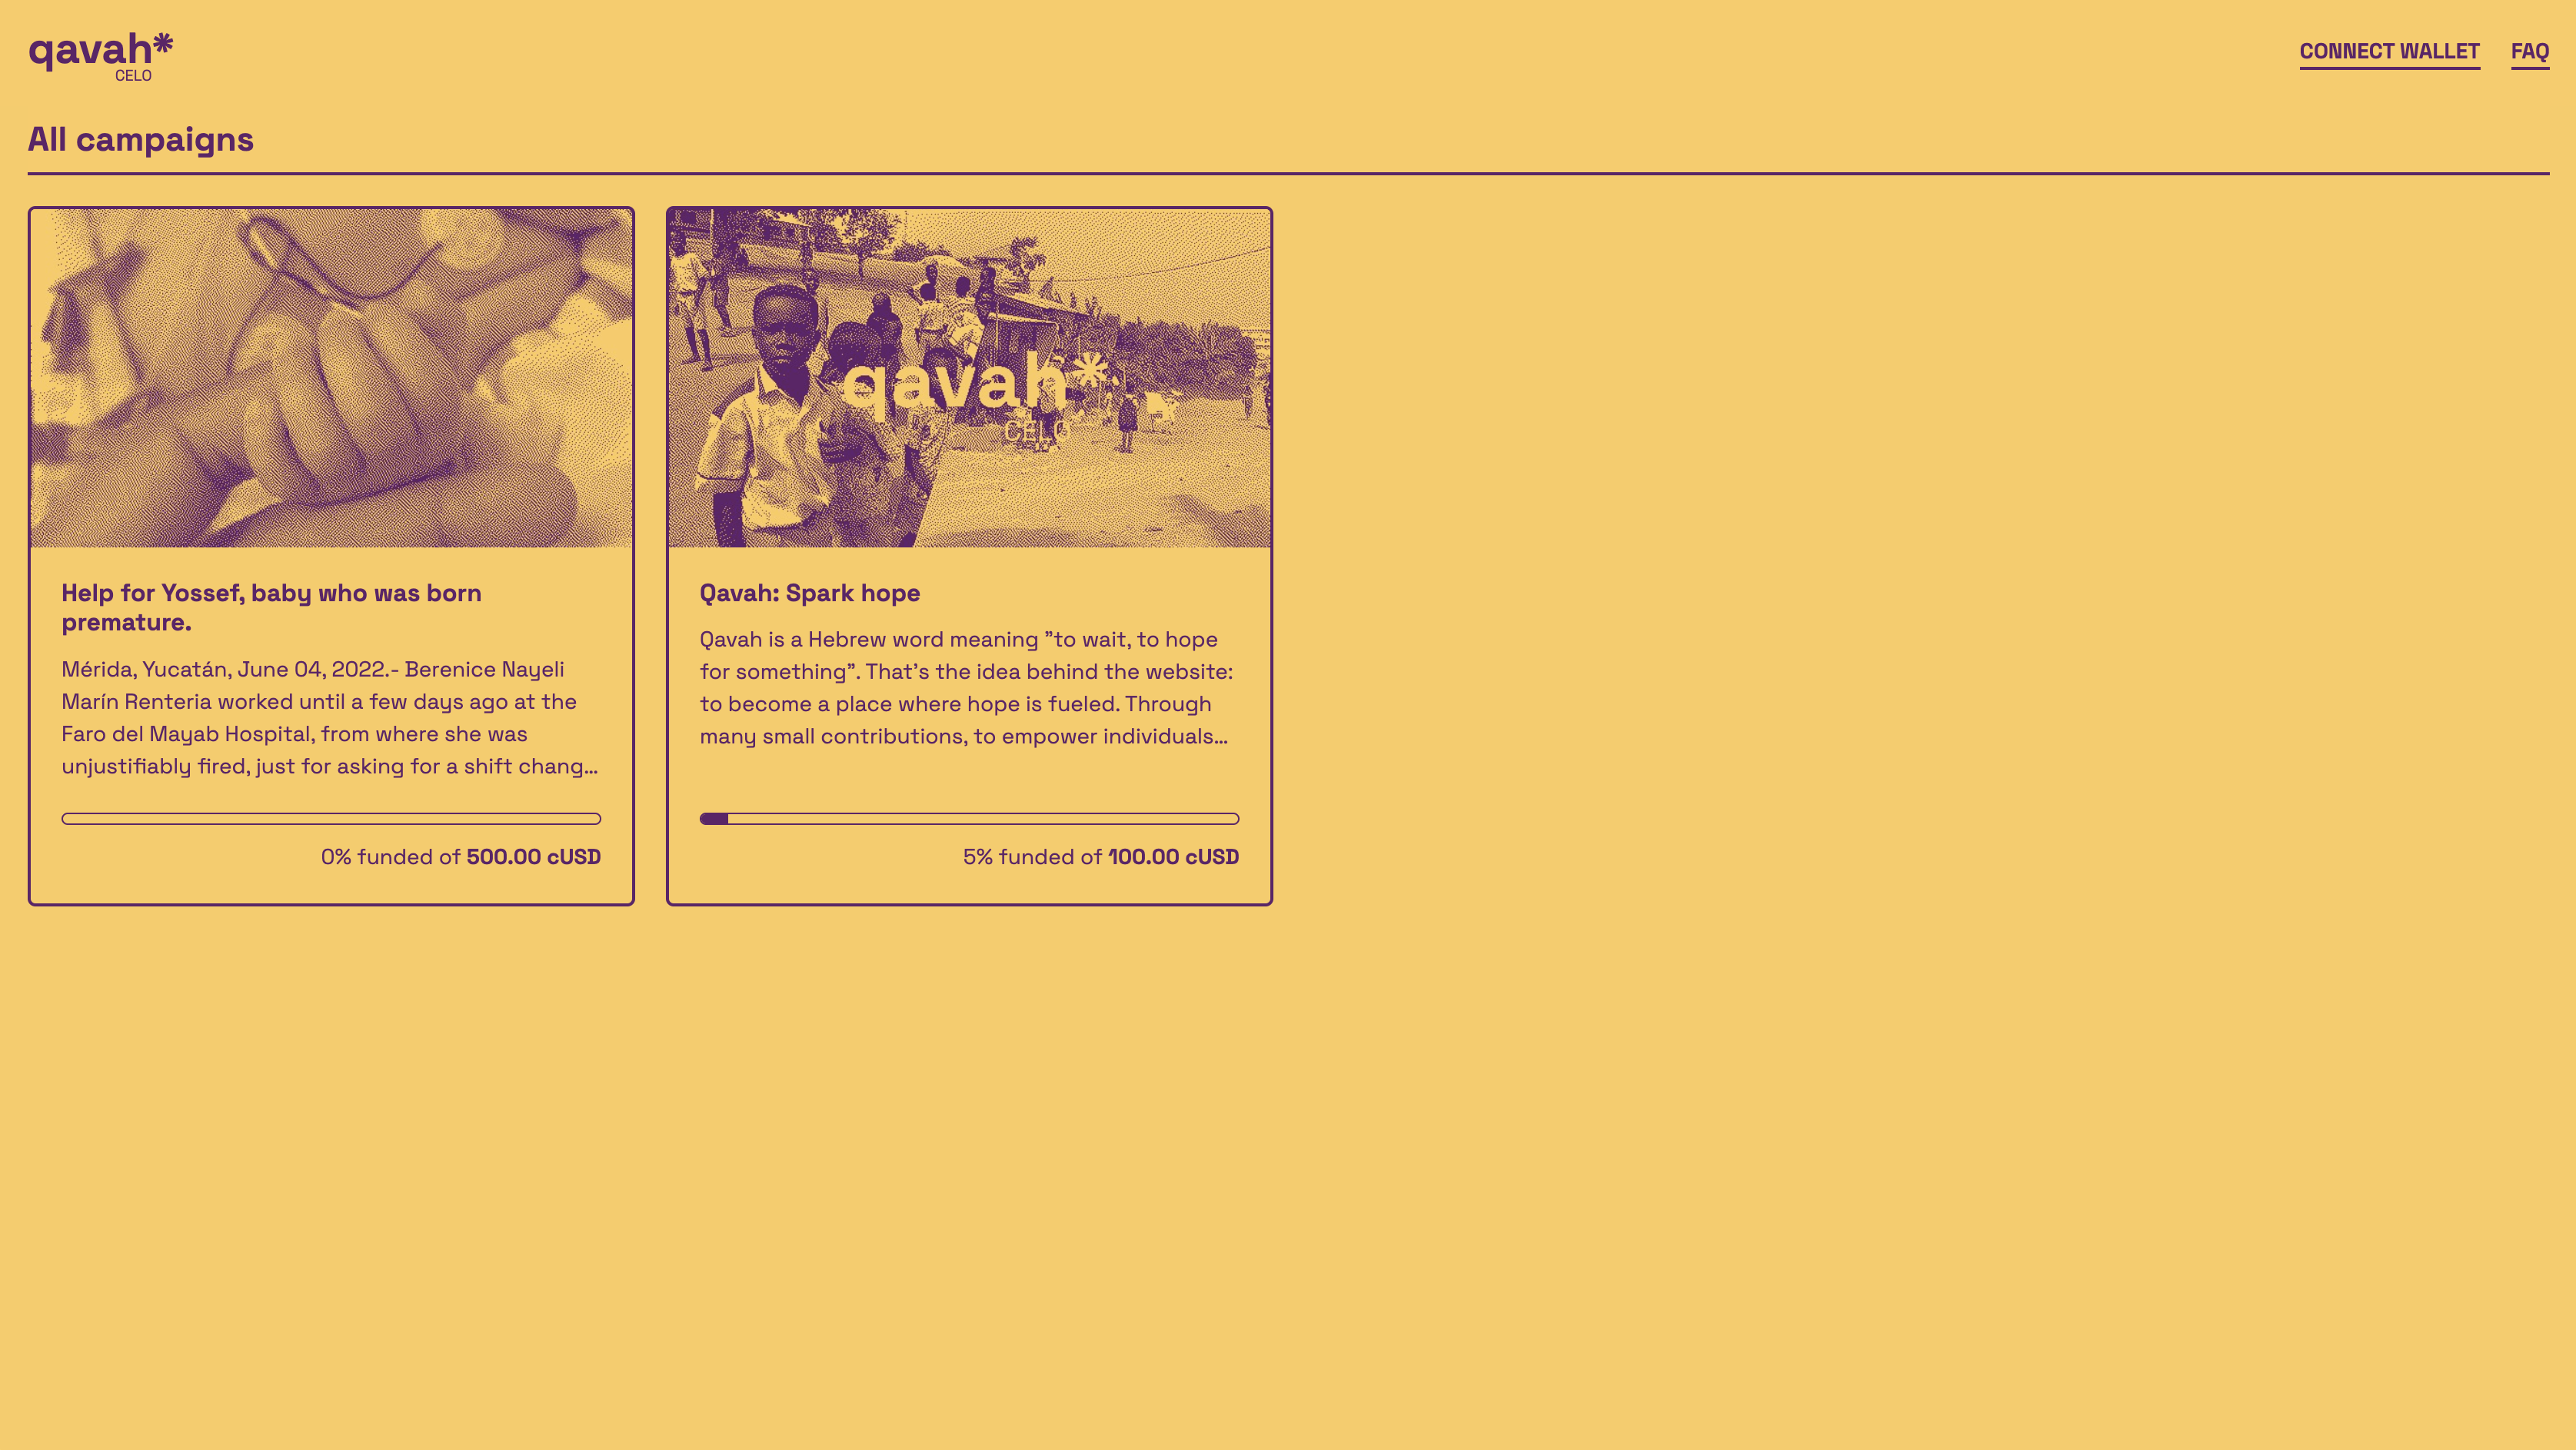 qavah*
CELO
CONNECT WALLET
FAQ
All campaigns
qavah*
CELO
Help for Yossef, baby who was born
premature.
Mérida, Yucatán, June 04, 2022.- Berenice Nayeli
Marín Renteria worked until a few days ago at the
Faro del Mayab Hospital, from where she was
unjustifiably fired, just for asking for a shift chang...
0% funded of 500.00 cUSD
Qavah: Spark hope
Qavah is a Hebrew word meaning ”to wait, to hope
for something”. That’s the idea behind the website:
to become a place where hope is fueled. Through
many small contributions, to empower individuals...
5% funded of 100.00 cUSD